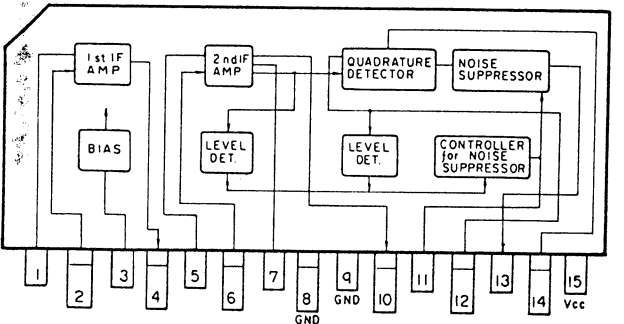 1st IF
AMP
2nd IF
AMP
QUADRATURE
DETECTOR
NOISE
SUPPRESSOR
BIAS
LEVEL
DET.
LEVEL
DET.
CONTROLLER
for NOISE
SUPPRESSOR
1
2
3
4
5
6
7
8
GND
9
GND
10
11
12
13
14
15
Vcc